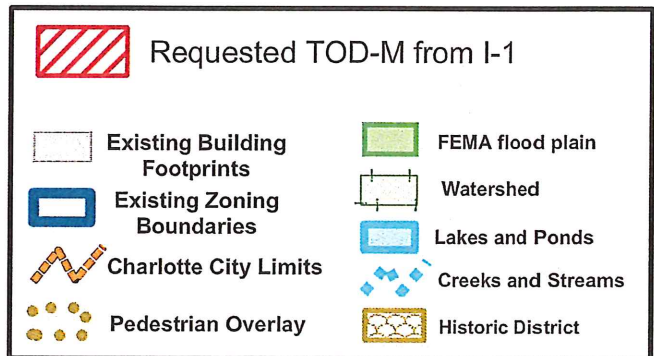 Requested TOD-M from I-1
Existing Building
Footprints
Existing Zoning
Boundaries
Charlotte City Limits
Pedestrian Overlay
FEMA flood plain
Watershed
Lakes and Ponds
Creeks and Streams
Historic District